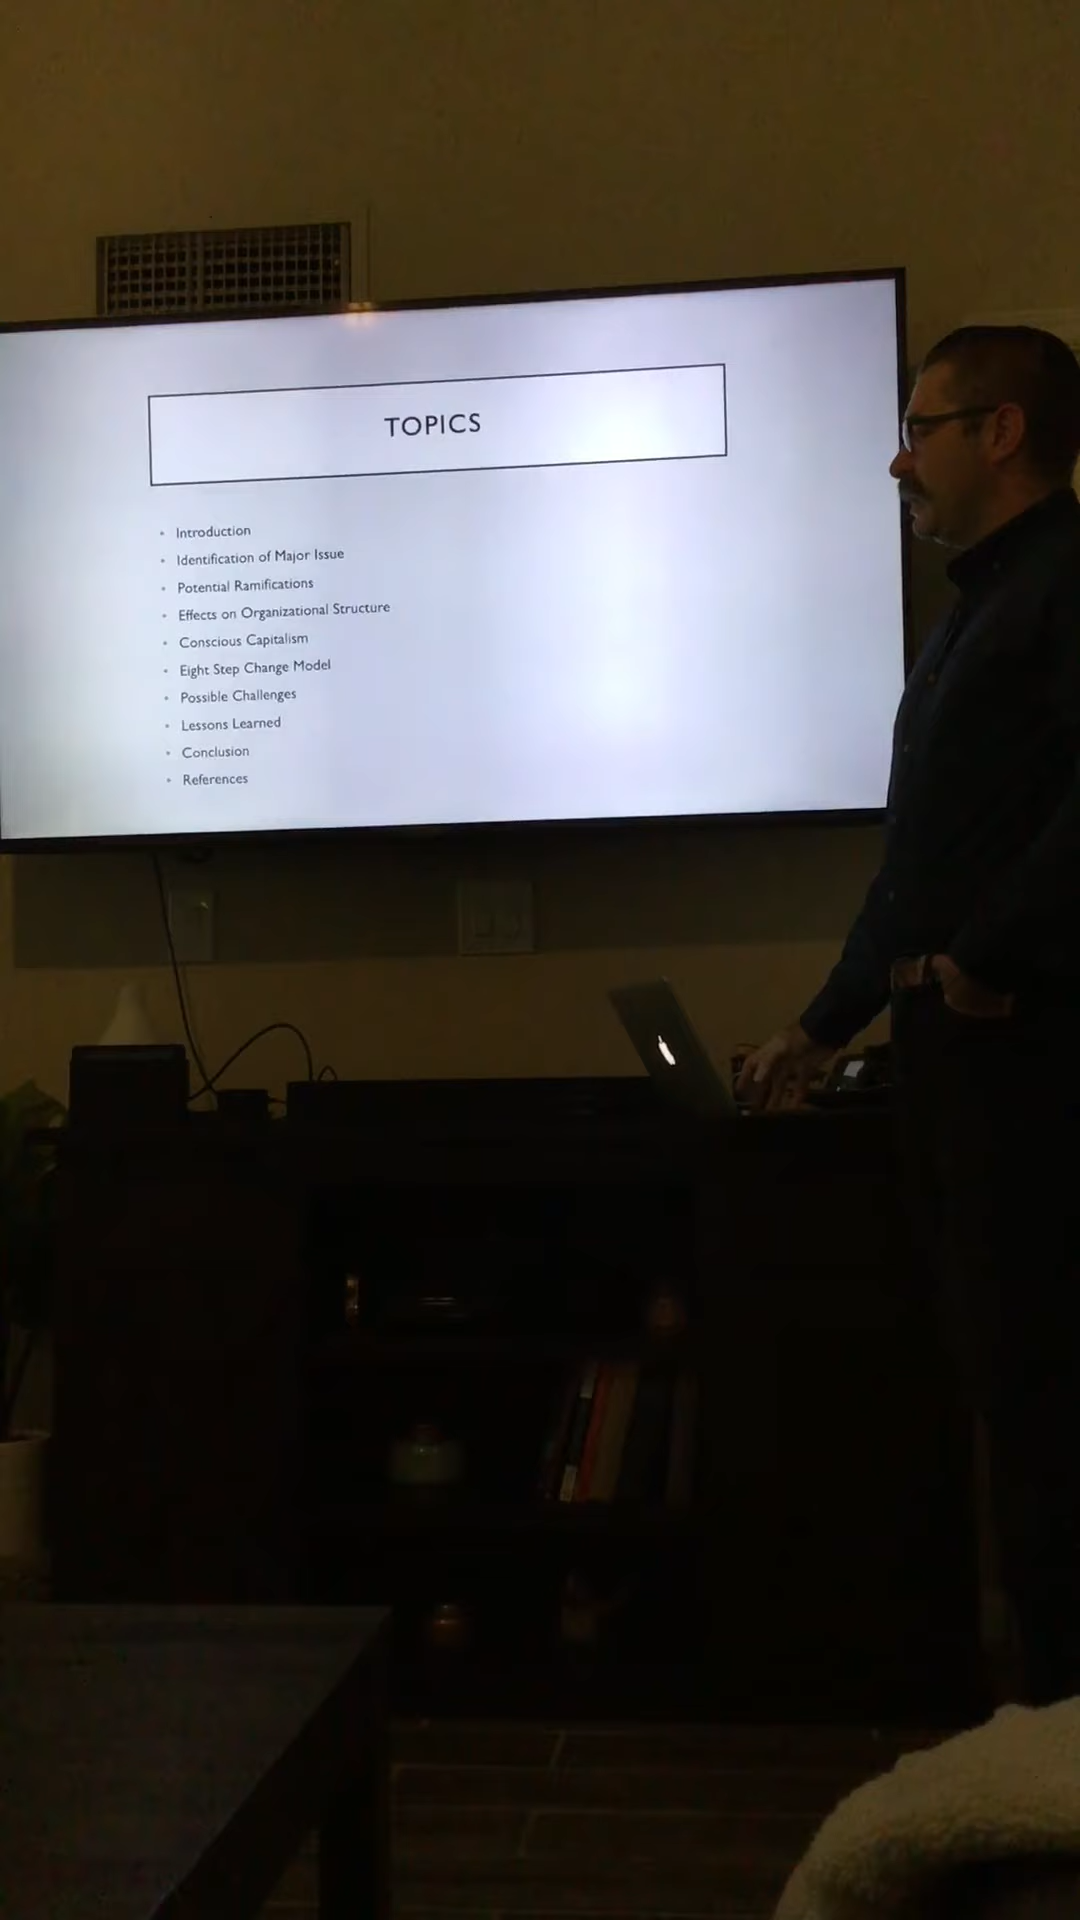 TOPICS
Introduction
Identification of Major Issue
Potential Ramifications
Effects on Organizational Structure
Conscious Capitalism
Eight Step Change Model
Possible Challenges
Lessons Learned
Conclusion
References